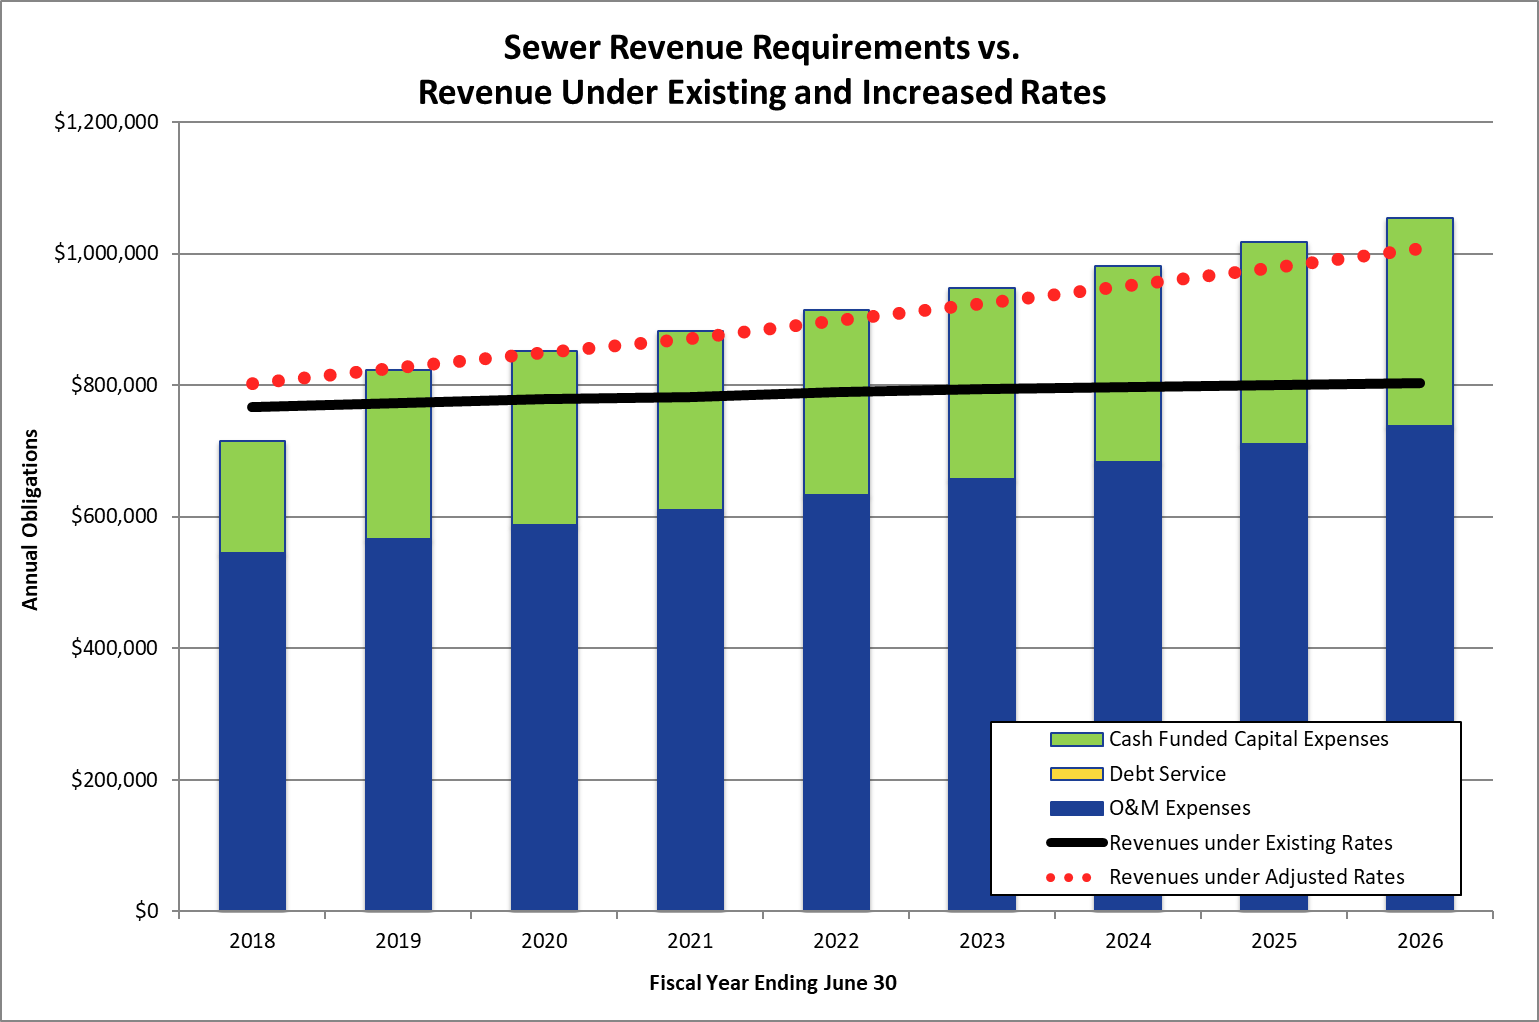 Sewer Revenue Requirements vs.
Revenue Under Existing and Increased Rates
$1,200,000
$1,000,000
$800,000
$600,000
$400,000
$200,000
$0
Annual Obligations
Cash Funded Capital Expenses
Debt Service
O&M Expenses
Revenues under Existing Rates
Revenues under Adjusted Rates
2018 2019 2020 2021 2022 2023 2024 2025 2026
Fiscal Year Ending June 30